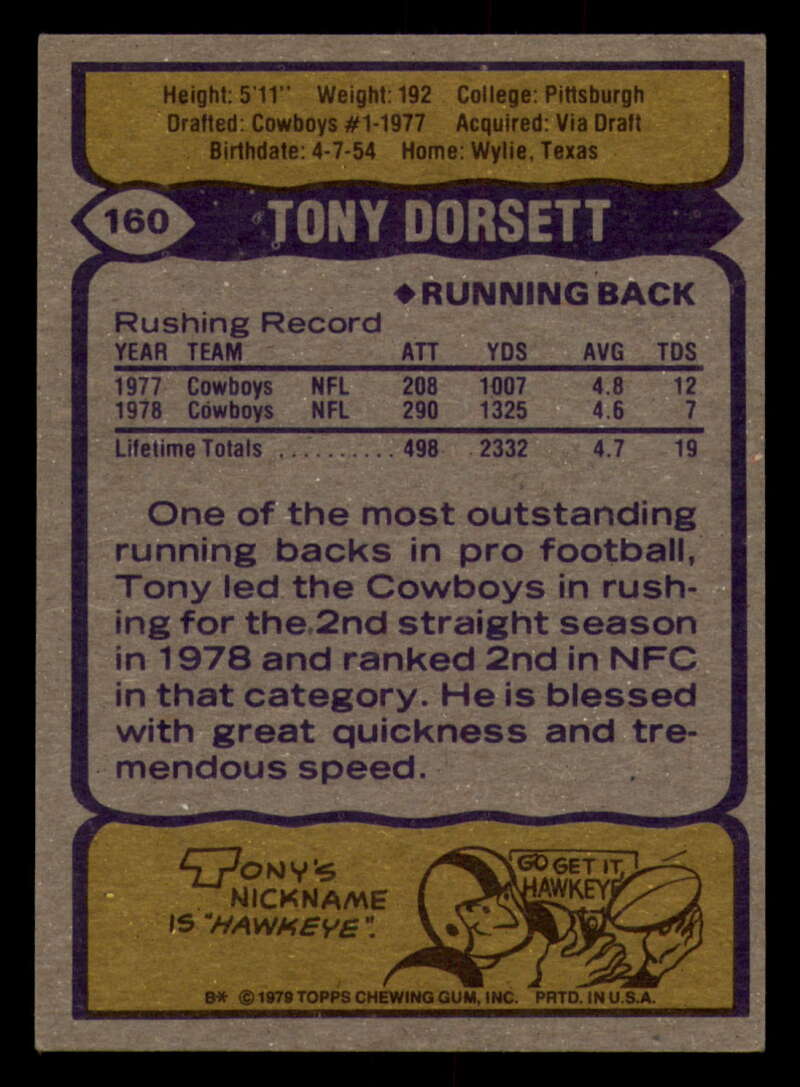 Height: 5'11" Weight: 192 College: Pittsburgh
Drafted: Cowboys #1-1977 Acquired: Via Draft
Birthdate: 4-7-54 Home: Wylie, Texas
160 TONY DORSETT
◆RUNNING BACK
Rushing Record
YEAR TEAM ATT YDS AVG TDS
1977 Cowboys NFL 208 1007 4.8 12
1978 Cowboys NFL 290 1325 4.6 7
Lifetime Totals .......... 498 2332 4.7 19
One of the most outstanding
running backs in pro football,
Tony led the Cowboys in rush-
ing for the 2nd straight season
in 1978 and ranked 2nd in NFC
in that category. He is blessed
with great quickness and tre-
mendous speed.
TONY'S
NICKNAME
IS "HAWKEYE".
GO GET IT,
HAWKEYE
B* © 1979 TOPPS CHEWING GUM, INC. PRTD. IN U.S.A.